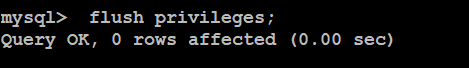 mysql>  flush privileges;
Query OK, 0 rows affected (0.00 sec)